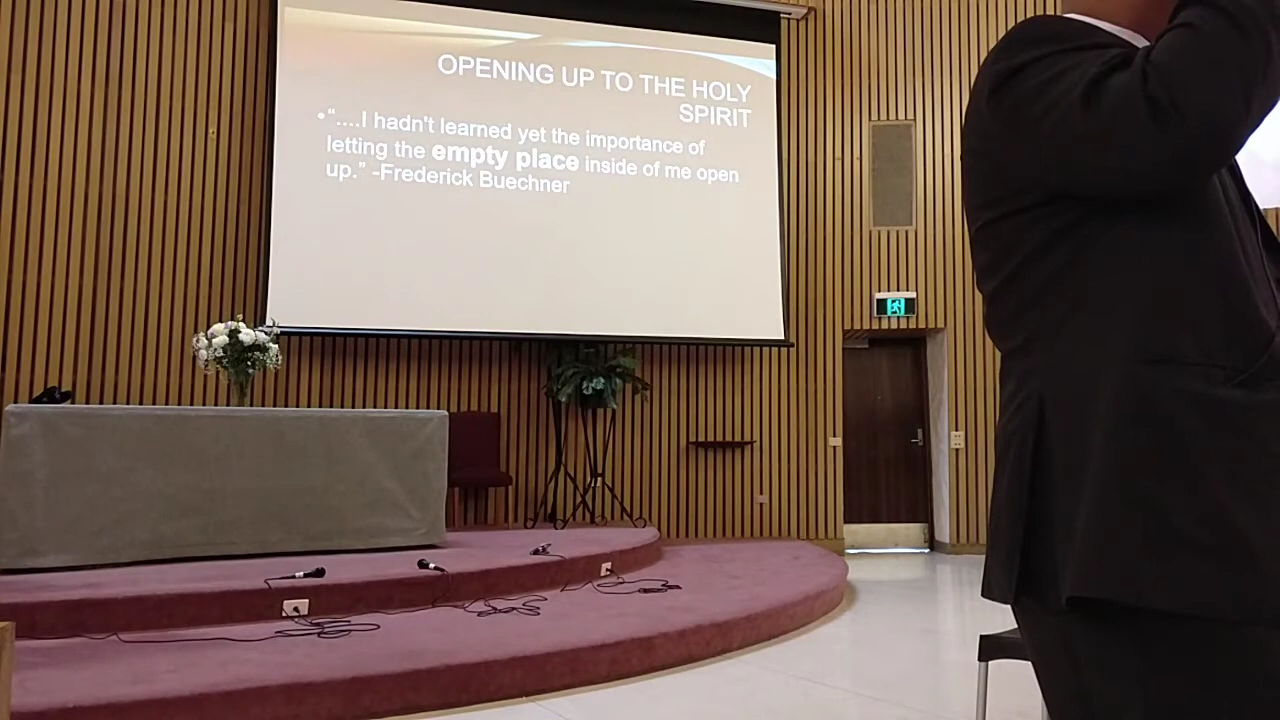 OPENING UP TO THE HOLY
SPIRIT
•“....I hadn't learned yet the importance of
letting the empty place inside of me open
up.” -Frederick Buechner